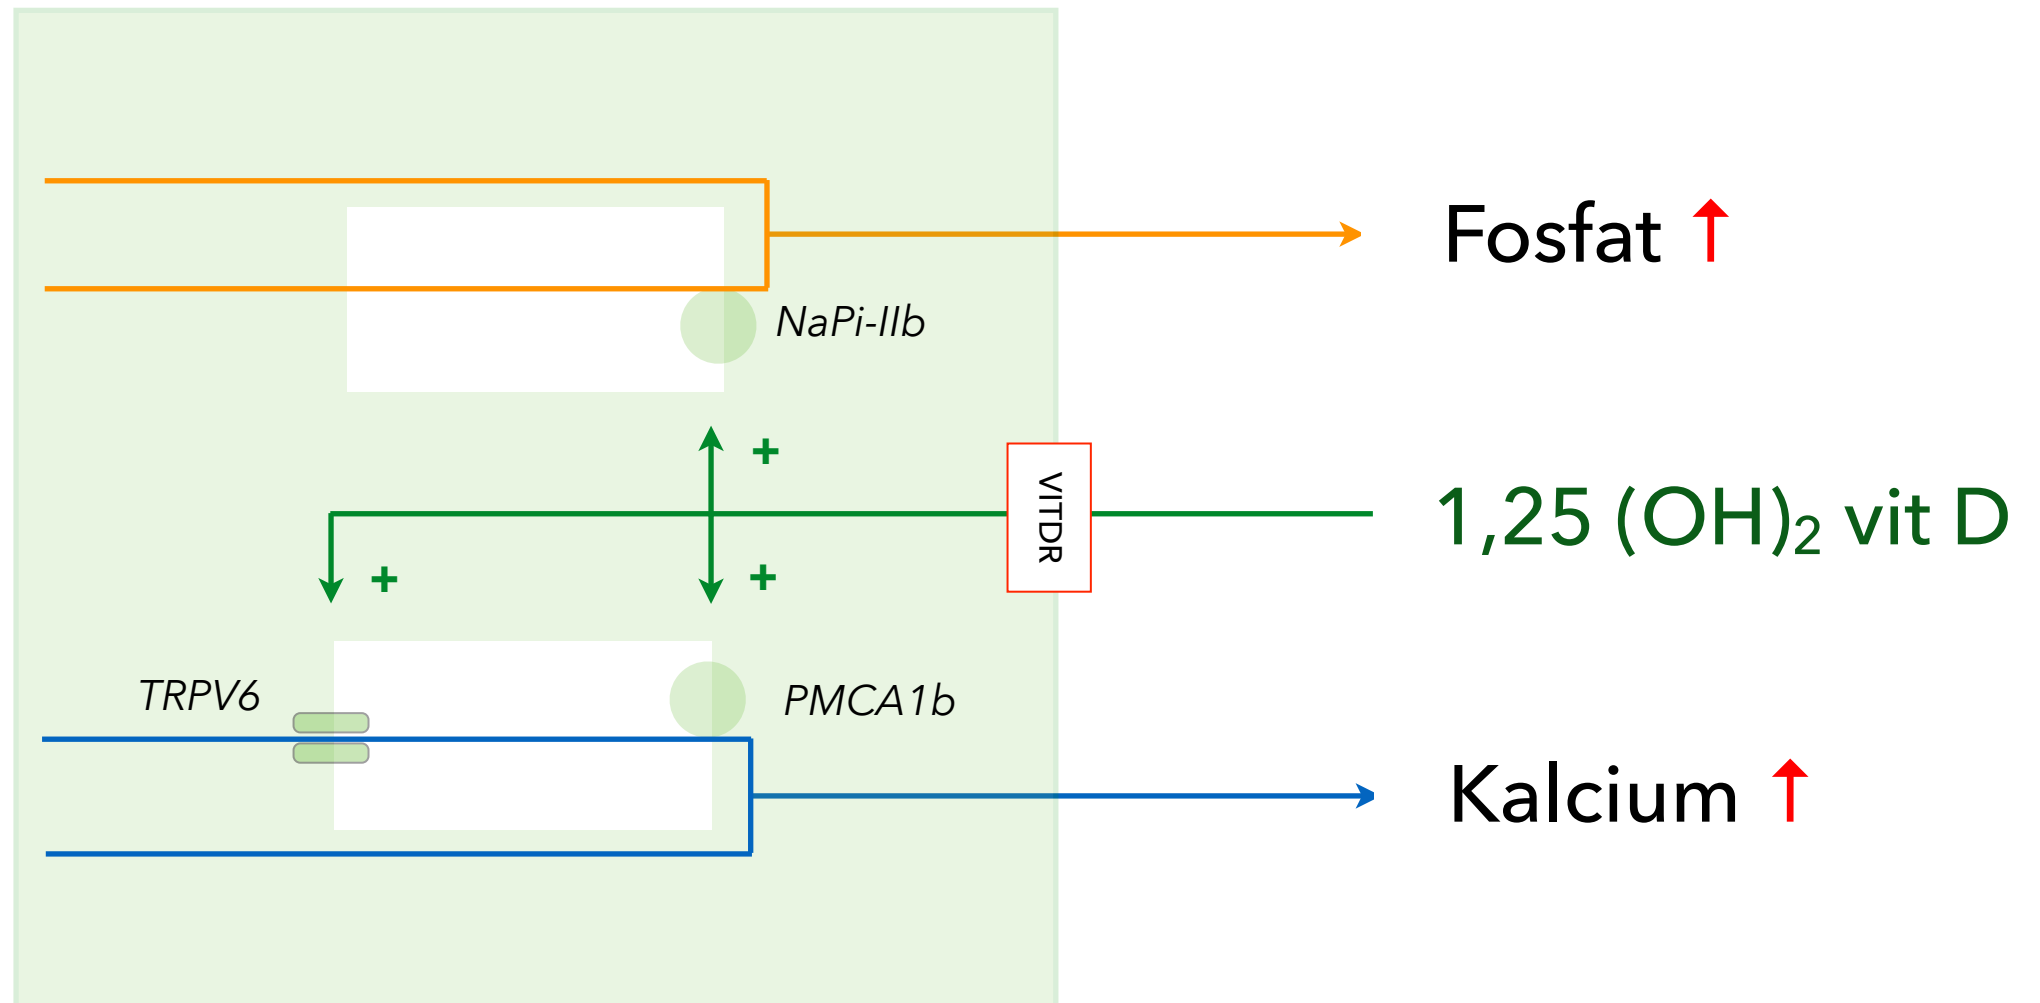 Fosfat ↑
NaPi-IIb
+
VITDR
1,25 (OH)₂ vit D
+
+
TRPV6
PMCA1b
Kalcium ↑